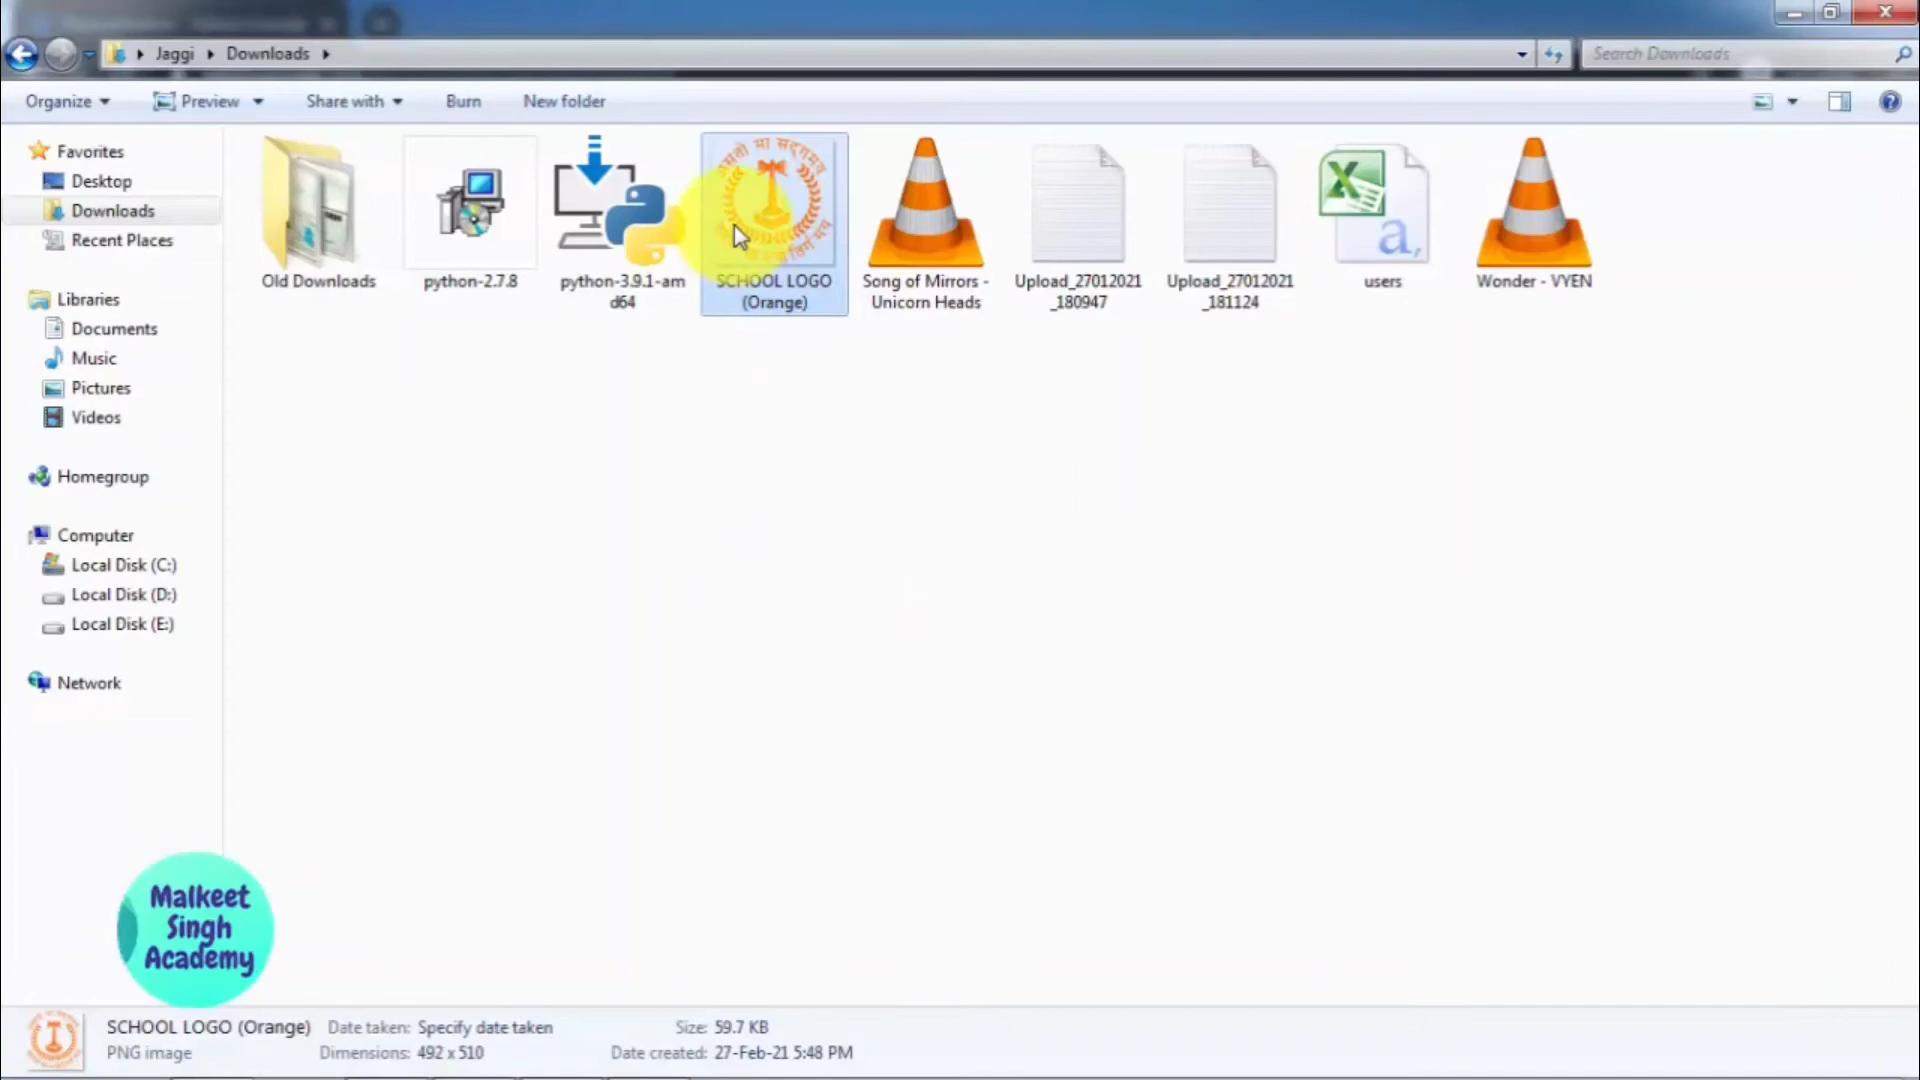 Jaggi Downloads
Search Downloads
Organize Preview Share with Burn New folder
Favorites
Desktop
Downloads
Recent Places
Libraries
Documents
Music
Pictures
Videos
Homegroup
Computer
Local Disk (C:)
Local Disk (D:)
Local Disk (E:)
Network
Old Downloads
python-2.7.8
python-3.9.1-am
d64
असतो मा सद्गमय
SCHOOL LOGO
(Orange)
Song of Mirrors -
Unicorn Heads
Upload_27012021
_180947
Upload_27012021
_181124
a,
users
Wonder - VYEN
Malkeet
Singh
Academy
SCHOOL LOGO (Orange) Date taken: Specify date taken Size: 59.7 KB
PNG image Dimensions: 492 x 510 Date created: 27-Feb-21 5:48 PM